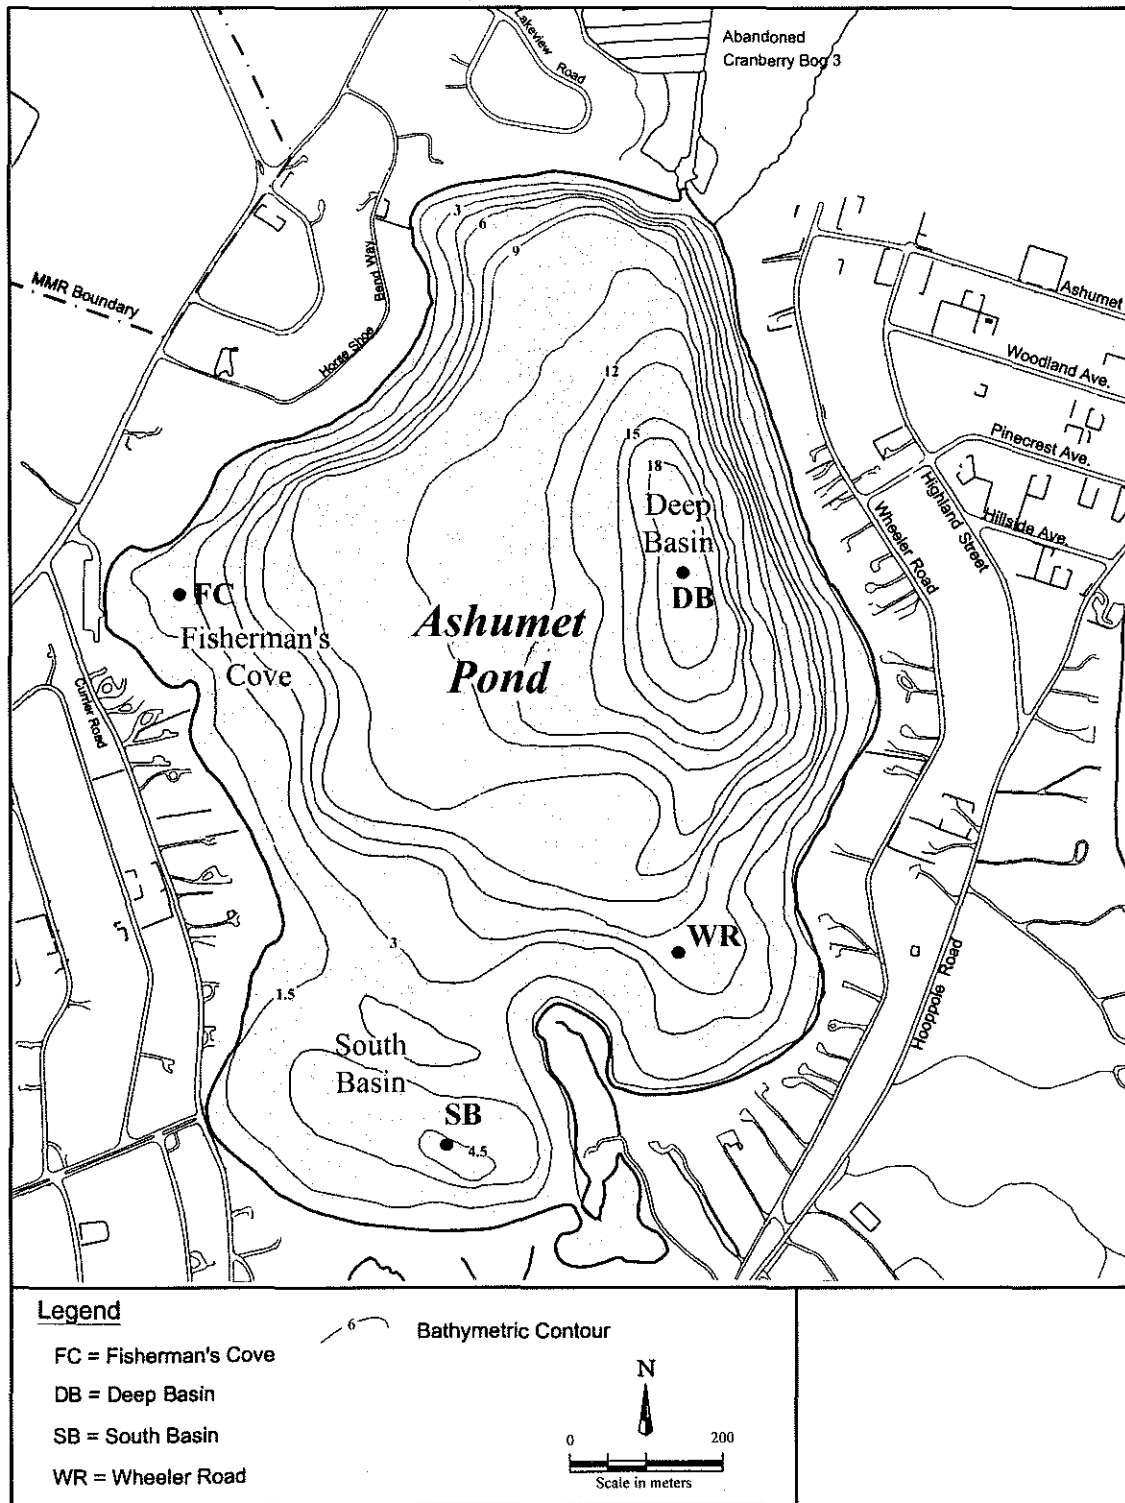 Abandoned
Cranberry Bog 3
Lakeview
Road
MMR Boundary
Bend Way
Horse Shoe
3
6
9
12
15
18
Deep
Basin
DB
Ashumet
Woodland Ave.
Pinecrest Ave.
Hillside Ave.
Highland Street
Wheeler Road
FC
Fisherman's
Cove
Ashumet
Pond
Currier Road
WR
3
1.5
South
Basin
SB
4.5
Hooppole Road
Legend
6
Bathymetric Contour
FC = Fisherman's Cove
DB = Deep Basin
SB = South Basin
WR = Wheeler Road
N
0 200
Scale in meters